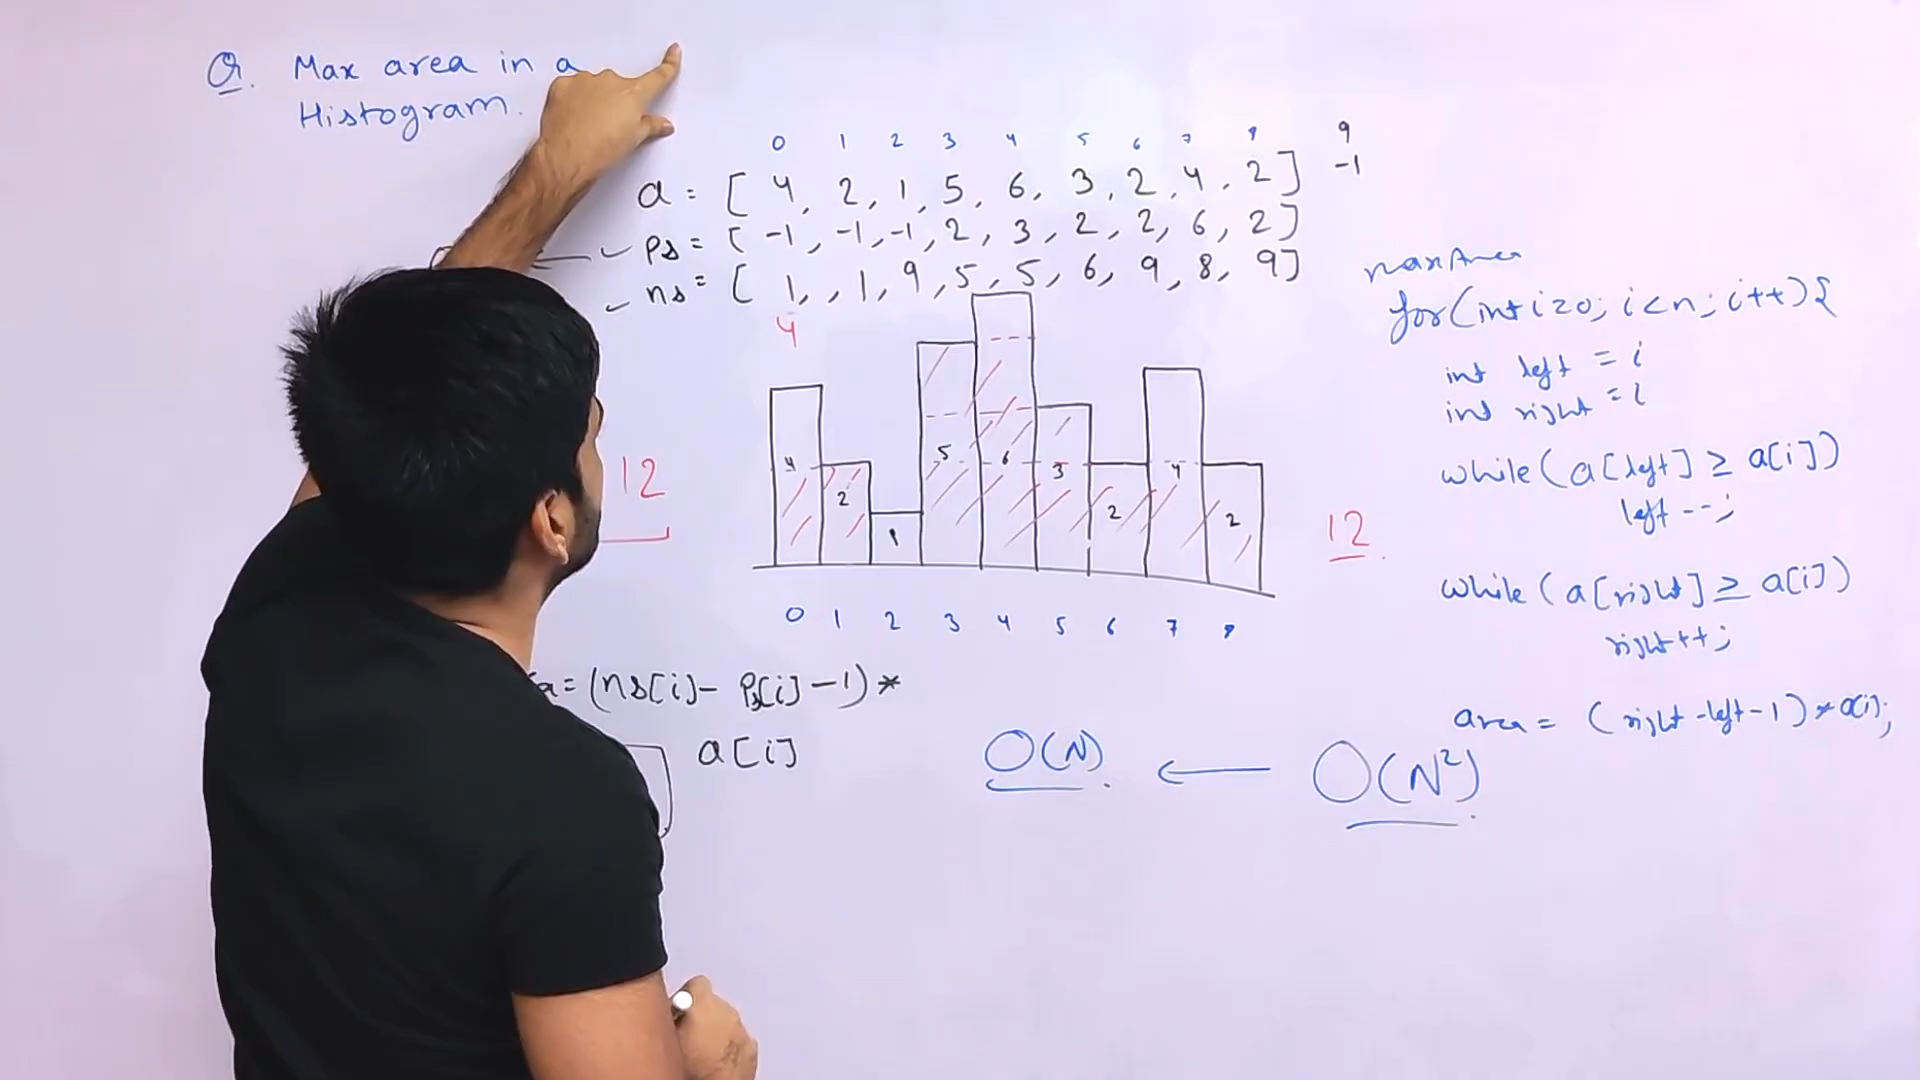 Q. Max area in a
Histogram.
0 1 2 3 4 5 6 7 8 9
a = [ 4, 2, 1, 5, 6, 3, 2, 4, 2 ] -1
ps = [ -1, -1, -1, 2, 3, 2, 2, 6, 2 ]
ns = [ 1, , 1, 9, 5, 5, 6, 9, 8, 9 ]
4
12
4 2 1 5 6 3 2 4 2
12
0 1 2 3 4 5 6 7 8
= (ns[i] - ps[i] - 1) *
a[i]
O(N). ← O(N²).
maxArea
for(int i=0; i<n; i++){
int left = i
int right = i
while( a[left] ≥ a[i])
left --;
while( a[right] ≥ a[i])
right++;
area = (right-left-1)*a[i];